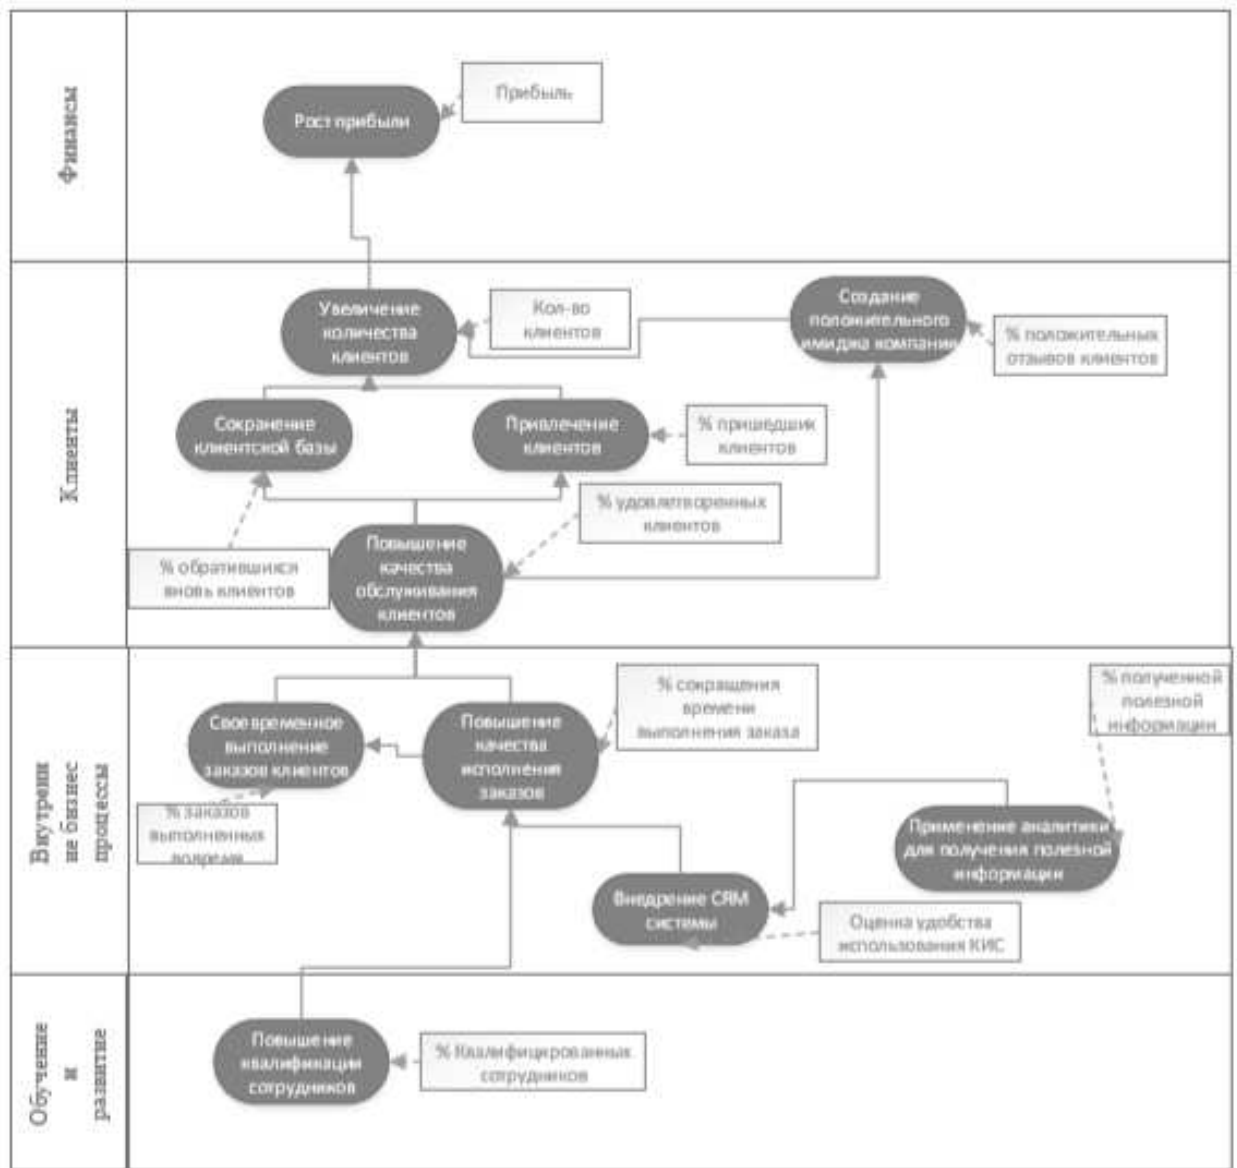 Финансы
Прибыль
Рост прибыли
Клиенты
Увеличение
количества
клиентов
Кол-во
клиентов
Создание
положительного
имиджа компании
% положительных
отзывов клиентов
Сохранение
клиентской базы
Привлечение
клиентов
% пришедших
клиентов
% удовлетворенных
клиентов
% обратившихся
вновь клиентов
Повышение
качества
обслуживания
клиентов
Внутренн
ие бизнес
процессы
Своевременное
выполнение
заказов клиентов
Повышение
качества
исполнения
заказов
% сокращения
времени
выполнения заказа
% полученной
полезной
информации
% заказов
выполненных
вовремя
Применение аналитики
для получения полезной
информации
Внедрение CRM
системы
Оценка удобства
использования КИС
Обучение
и
развитие
Повышение
квалификации
сотрудников
% Квалифицированных
сотрудников